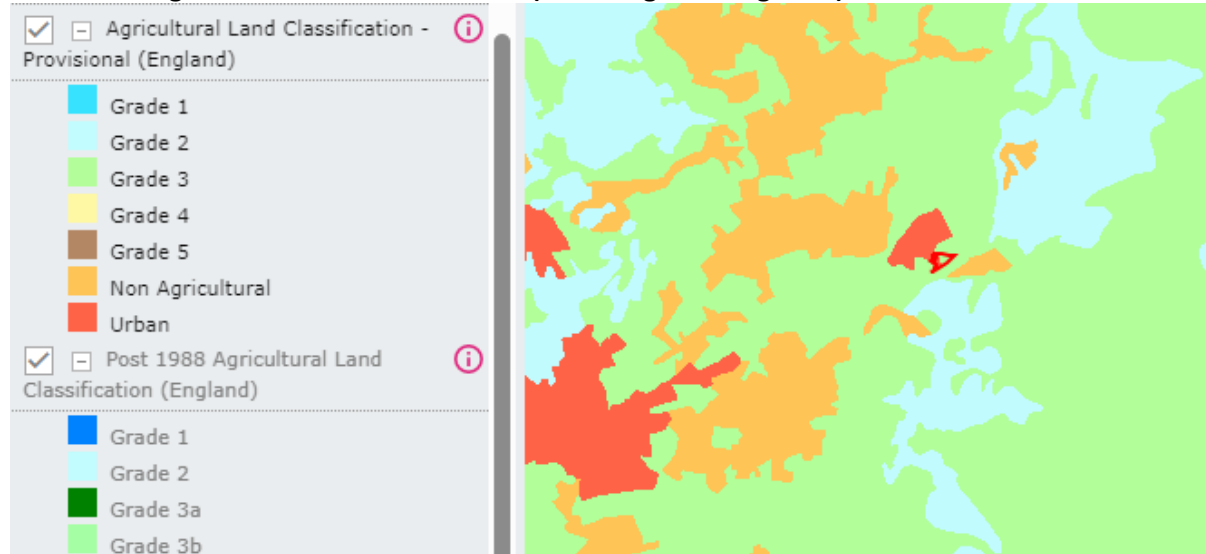 Agricultural Land Classification -
Provisional (England)
Grade 1
Grade 2
Grade 3
Grade 4
Grade 5
Non Agricultural
Urban
Post 1988 Agricultural Land
Classification (England)
Grade 1
Grade 2
Grade 3a
Grade 3b